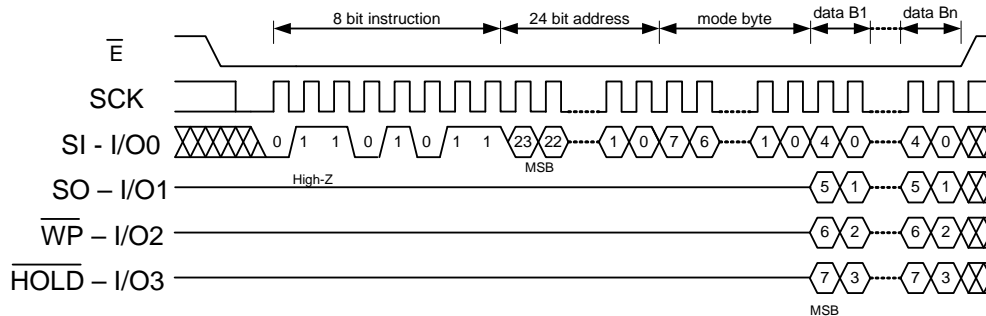 8 bit instruction 24 bit address mode byte data B1 data Bn
E
SCK
SI - I/O0 0 1 1 0 1 0 1 1 23 22 1 0 7 6 1 0 4 0 4 0
MSB
High-Z
SO – I/O1 5 1 5 1
WP – I/O2 6 2 6 2
HOLD – I/O3 7 3 7 3
MSB